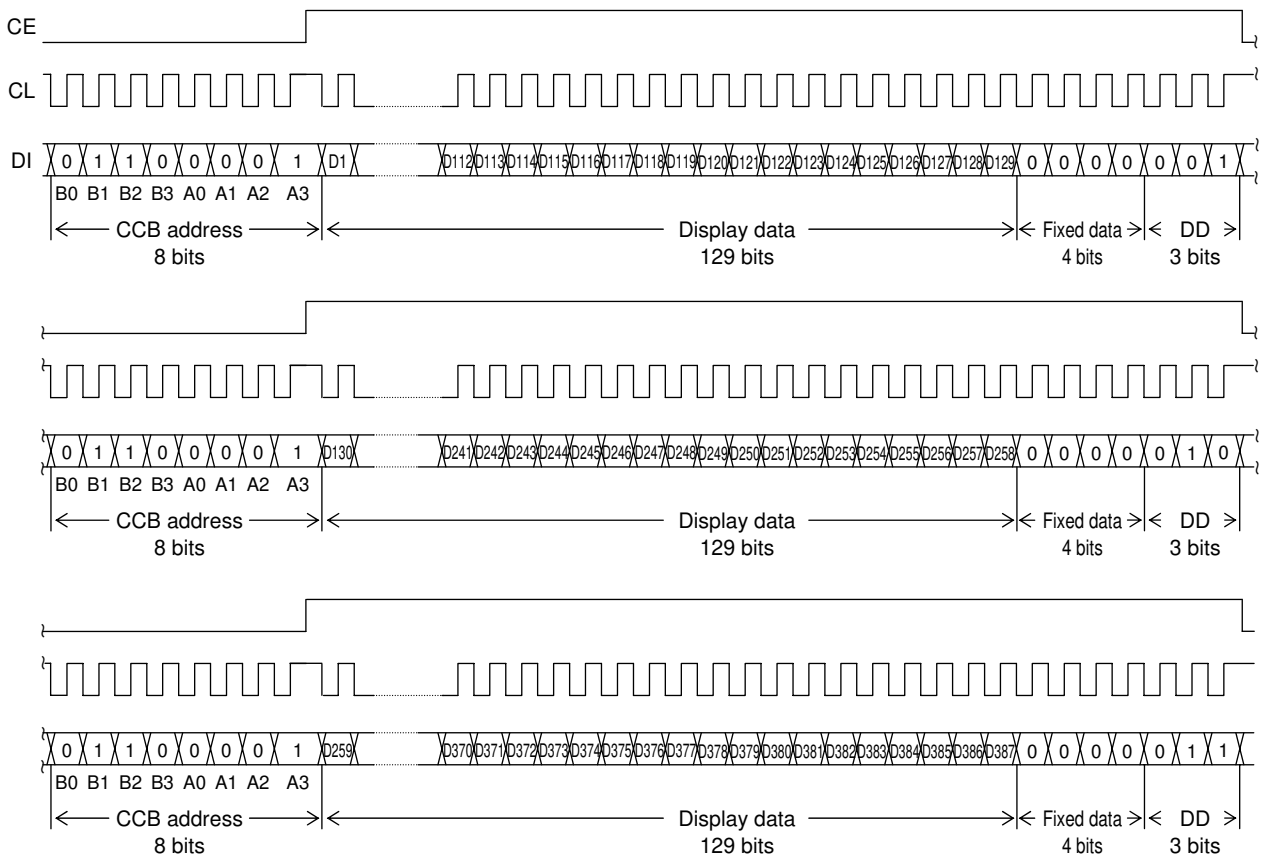 CE
CL
DI 0 1 1 0 0 0 0 1 D1 D112 D113 D114 D115 D116 D117 D118 D119 D120 D121 D122 D123 D124 D125 D126 D127 D128 D129 0 0 0 0 0 0 1
B0 B1 B2 B3 A0 A1 A2 A3
CCB address Display data Fixed data DD
8 bits 129 bits 4 bits 3 bits
0 1 1 0 0 0 0 1 D130 D241 D242 D243 D244 D245 D246 D247 D248 D249 D250 D251 D252 D253 D254 D255 D256 D257 D258 0 0 0 0 0 1 0
B0 B1 B2 B3 A0 A1 A2 A3
CCB address Display data Fixed data DD
8 bits 129 bits 4 bits 3 bits
0 1 1 0 0 0 0 1 D259 D370 D371 D372 D373 D374 D375 D376 D377 D378 D379 D380 D381 D382 D383 D384 D385 D386 D387 0 0 0 0 0 1 1
B0 B1 B2 B3 A0 A1 A2 A3
CCB address Display data Fixed data DD
8 bits 129 bits 4 bits 3 bits